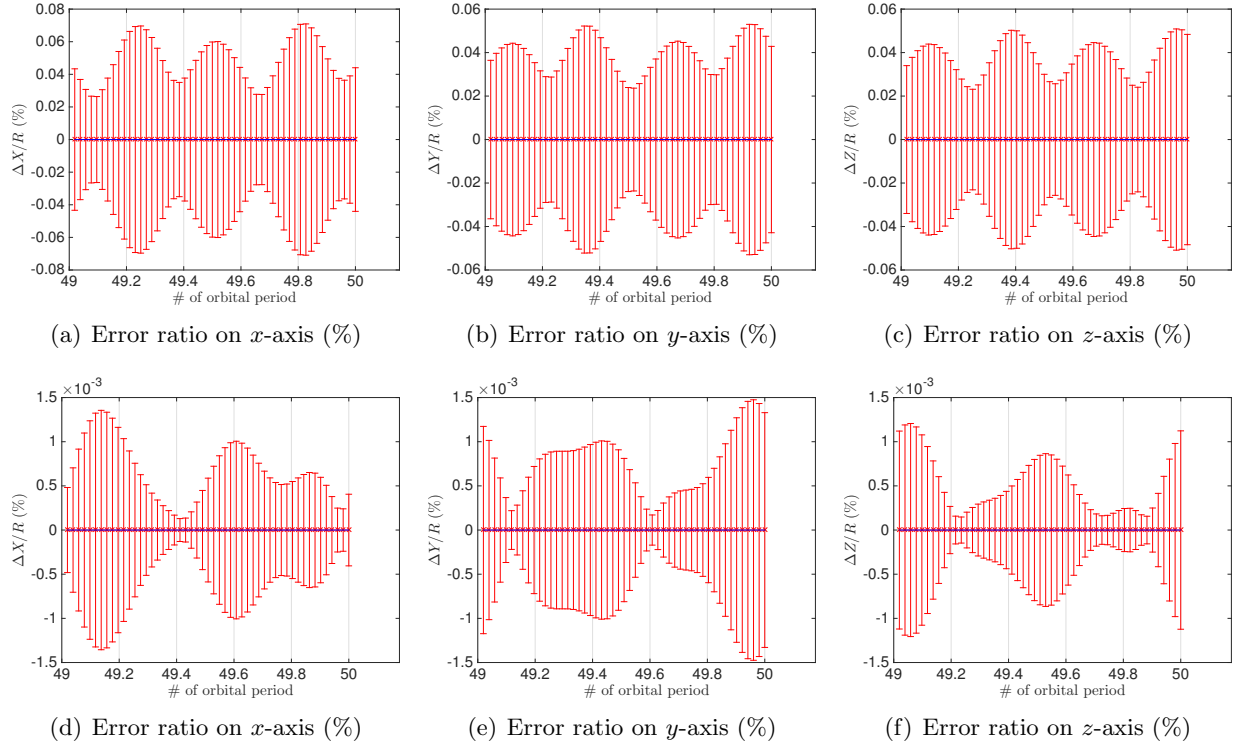 0.08
0.06
0.04
0.02
0
-0.02
-0.04
-0.06
-0.08
ΔX/R (%)
49 49.2 49.4 49.6 49.8 50
# of orbital period
(a) Error ratio on x-axis (%)
0.06
0.04
0.02
0
-0.02
-0.04
-0.06
ΔY/R (%)
49 49.2 49.4 49.6 49.8 50
# of orbital period
(b) Error ratio on y-axis (%)
0.06
0.04
0.02
0
-0.02
-0.04
-0.06
ΔZ/R (%)
49 49.2 49.4 49.6 49.8 50
# of orbital period
(c) Error ratio on z-axis (%)
×10⁻³
1.5
1
0.5
0
-0.5
-1
-1.5
ΔX/R (%)
49 49.2 49.4 49.6 49.8 50
# of orbital period
(d) Error ratio on x-axis (%)
×10⁻³
1.5
1
0.5
0
-0.5
-1
-1.5
ΔY/R (%)
49 49.2 49.4 49.6 49.8 50
# of orbital period
(e) Error ratio on y-axis (%)
×10⁻³
1.5
1
0.5
0
-0.5
-1
-1.5
ΔZ/R (%)
49 49.2 49.4 49.6 49.8 50
# of orbital period
(f) Error ratio on z-axis (%)